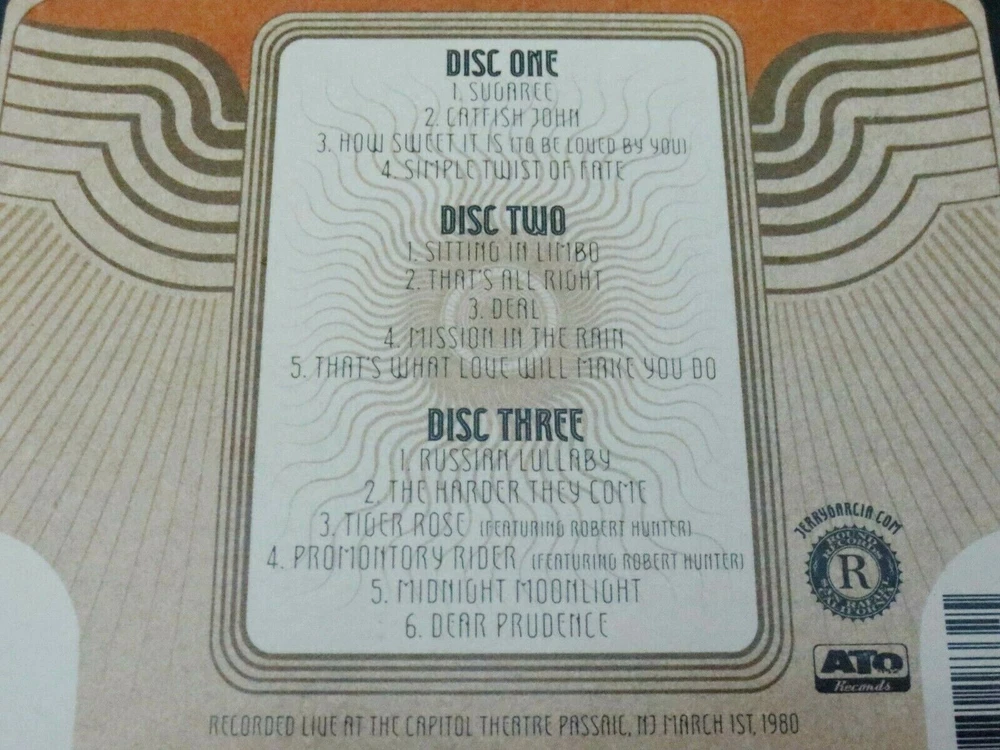 DISC ONE
1. SUGAREE
2. CATFISH JOHN
3. HOW SWEET IT IS (TO BE LOVED BY YOU)
4. SIMPLE TWIST OF FATE
DISC TWO
1. SITTING IN LIMBO
2. THAT'S ALL RIGHT
3. DEAL
4. MISSION IN THE RAIN
5. THAT'S WHAT LOVE WILL MAKE YOU DO
DISC THREE
1. RUSSIAN LULLABY
2. THE HARDER THEY COME
3. TIGER ROSE (FEATURING ROBERT HUNTER)
4. PROMONTORY RIDER (FEATURING ROBERT HUNTER)
5. MIDNIGHT MOONLIGHT
6. DEAR PRUDENCE
JERRYGARCIA.COM
ROUND
RECORDS
R
CALIFORNIA
ATO
Records
RECORDED LIVE AT THE CAPITOL THEATRE PASSAIC, NJ MARCH 1ST, 1980